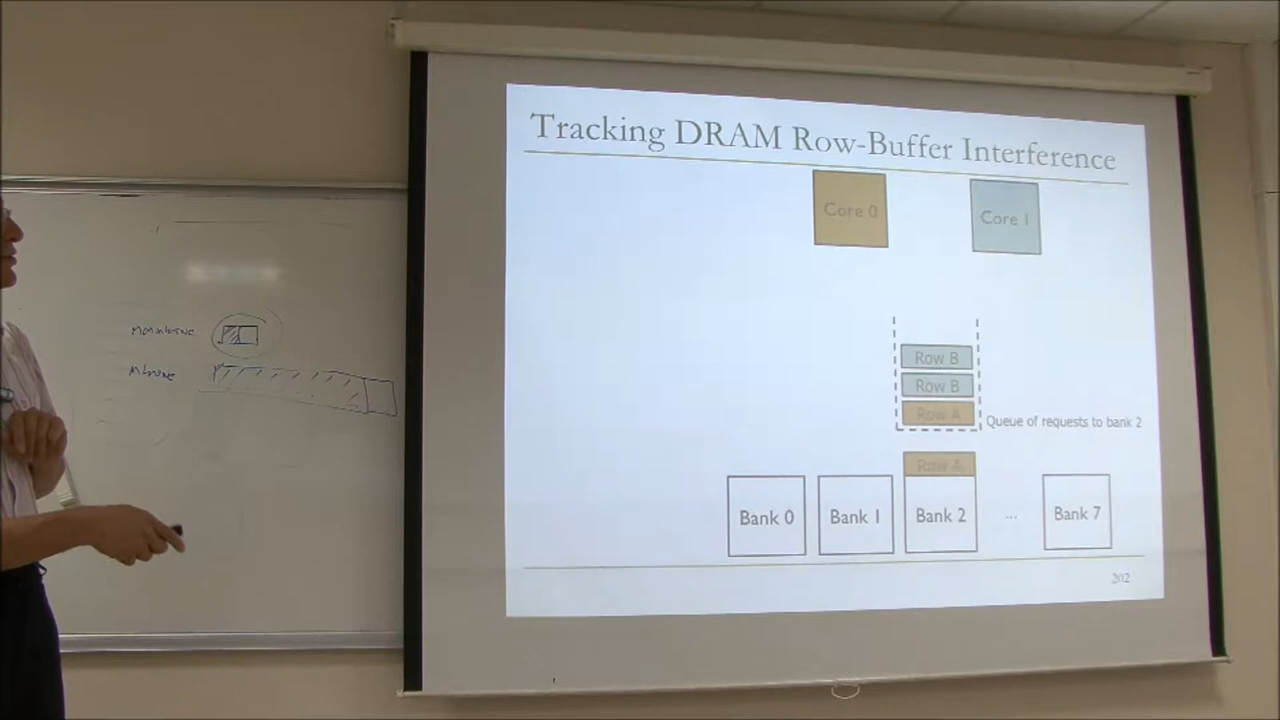 Tracking DRAM Row-Buffer Interference
Core 0
Core 1
Row B
Row B
Row A
Queue of requests to bank 2
Row A
Bank 0
Bank 1
Bank 2
...
Bank 7
202